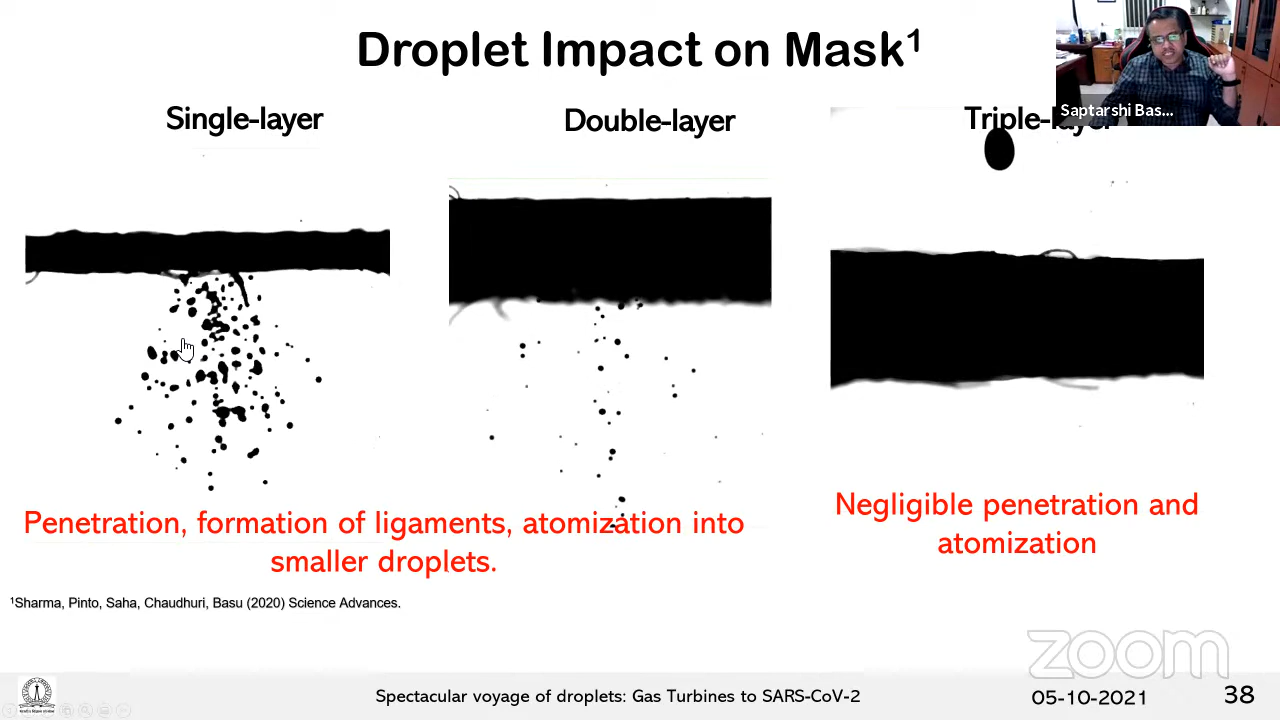 Droplet Impact on Mask1
Saptarshi Bas...
Single-layer
Double-layer
Triple-layer
Penetration, formation of ligaments, atomization into
smaller droplets.
Negligible penetration and
atomization
1Sharma, Pinto, Saha, Chaudhuri, Basu (2020) Science Advances.
zoom
Spectacular voyage of droplets: Gas Turbines to SARS-CoV-2
05-10-2021
38